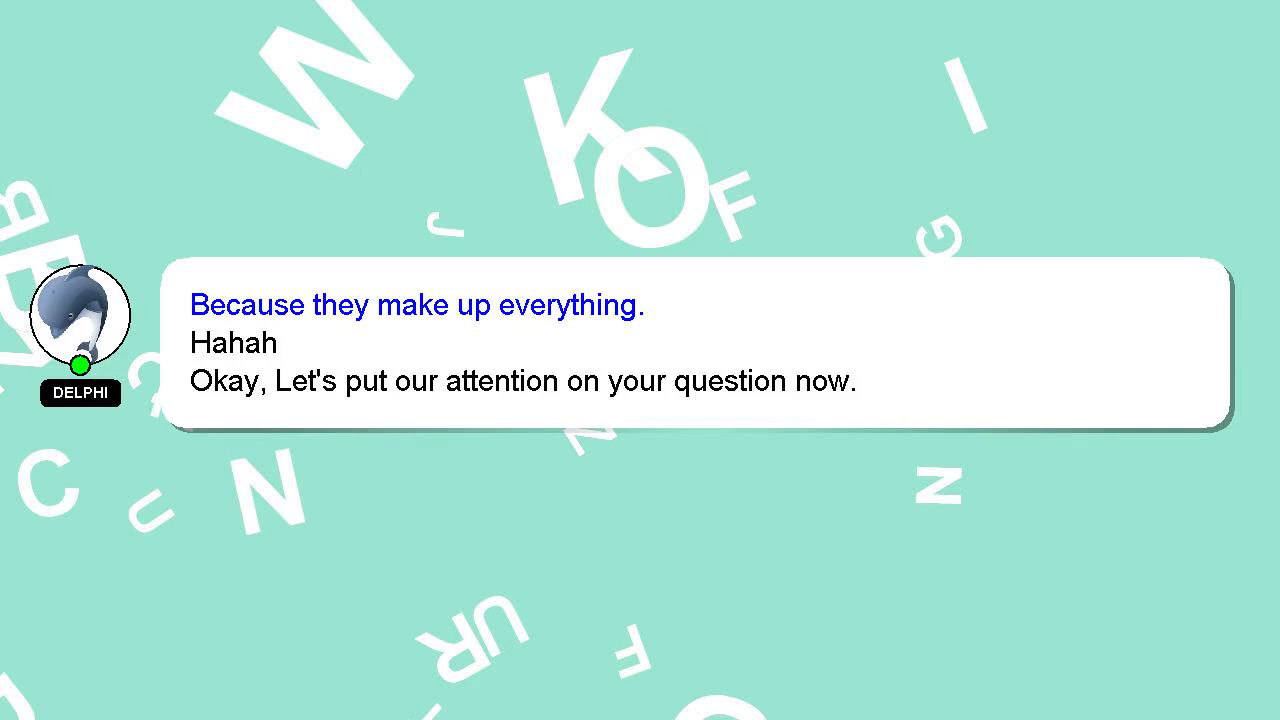 W
K
O
F
I
J
G
Because they make up everything.
Hahah
Okay, Let's put our attention on your question now.
DELPHI
C
U
N
N
N
U
R
F